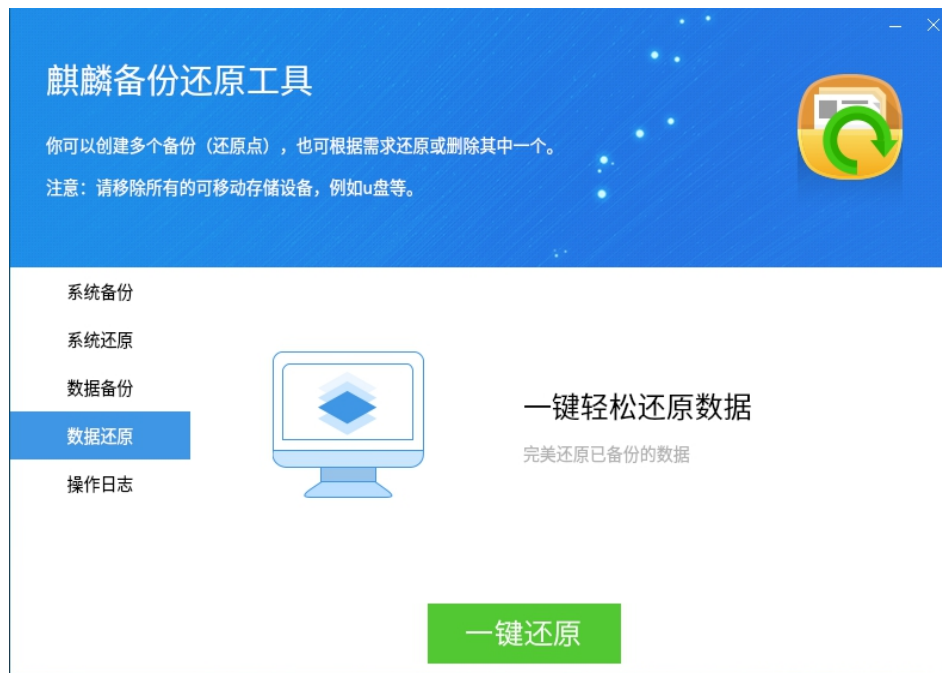 麒麟备份还原工具
你可以创建多个备份（还原点），也可根据需求还原或删除其中一个。
注意：请移除所有的可移动存储设备，例如u盘等。
系统备份
系统还原
数据备份
数据还原
操作日志
一键轻松还原数据
完美还原已备份的数据
一键还原